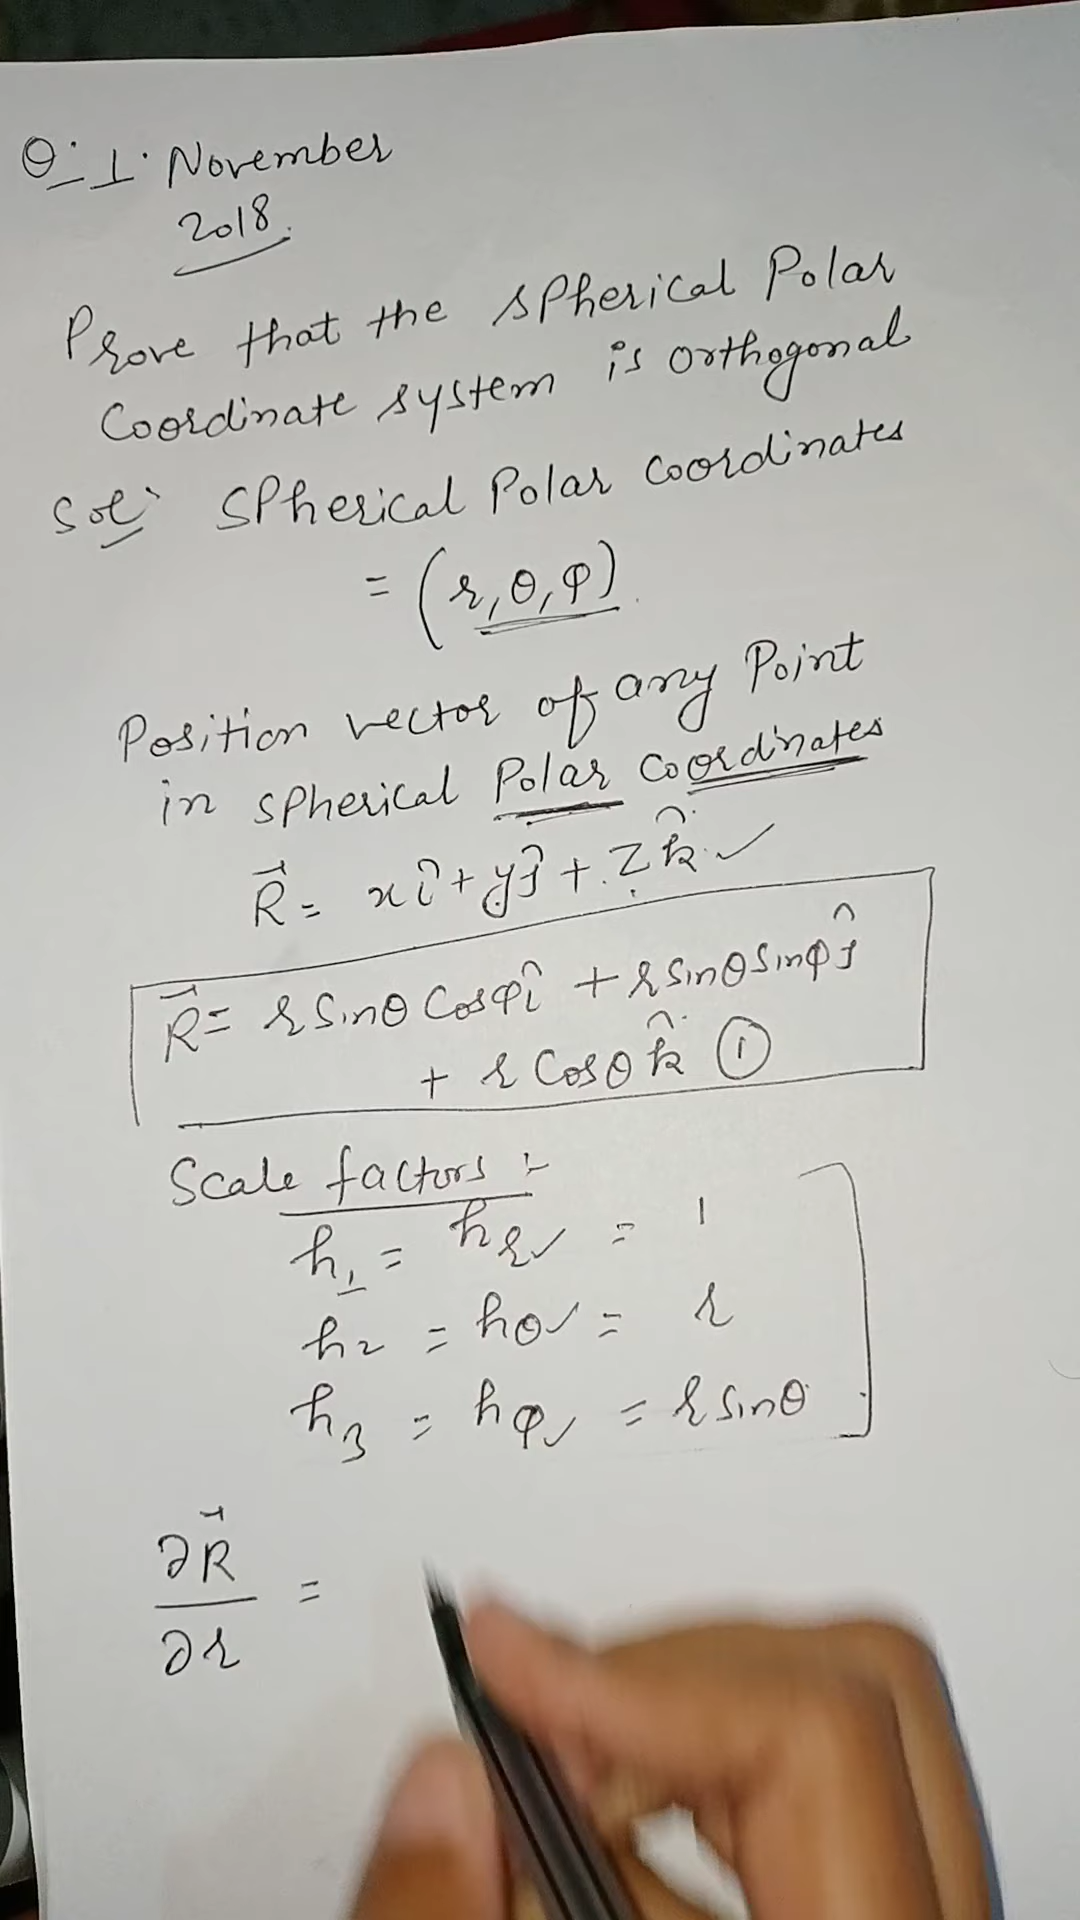 Q:-1. November
2018.
Prove that the spherical Polar
Coordinate system is orthogonal
Sol: Spherical Polar coordinates
= (r, θ, φ).
Position vector of any Point
in spherical Polar coordinates
R⃗ = xî + yĵ + zk̂ ✓
R⃗ = r sinθ cosφ î + r sinθ sinφ ĵ
+ r cosθ k̂ ①
Scale factors :-
h₁ = hr ✓ = 1
h₂ = hθ ✓ = r
h₃ = hφ ✓ = r sinθ
∂R⃗/∂r =